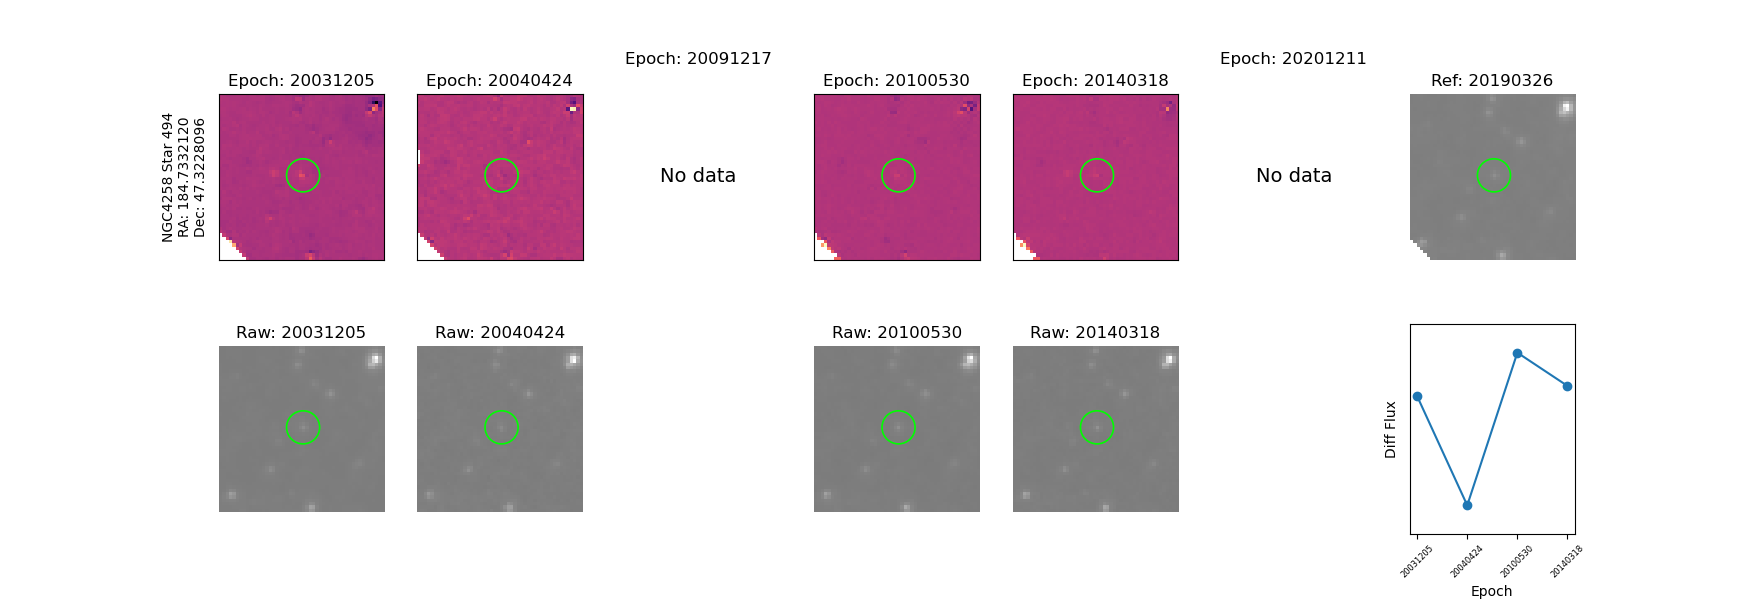 Epoch: 20031205
Epoch: 20040424
Epoch: 20091217
Epoch: 20100530
Epoch: 20140318
Epoch: 20201211
Ref: 20190326
NGC4258 Star 494
RA: 184.7332120
Dec: 47.3228096
No data
No data
Raw: 20031205
Raw: 20040424
Raw: 20100530
Raw: 20140318
Diff Flux
20031205
20040424
20100530
20140318
Epoch